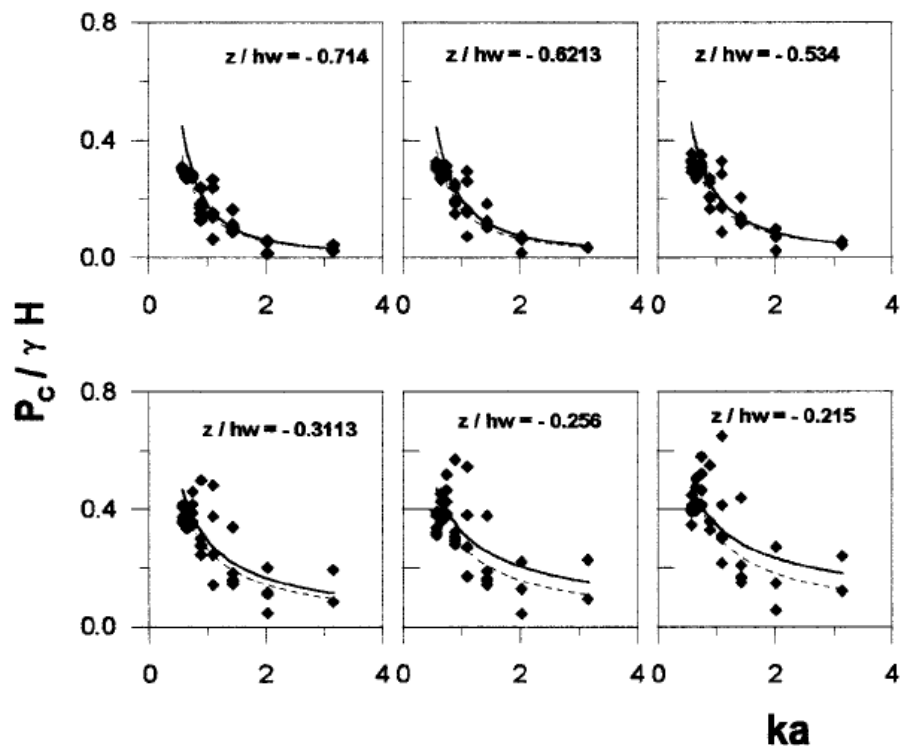 0.8
z / hw = - 0.714
z / hw = - 0.6213
z / hw = - 0.534
0.4
0.0
0 2 4 0 2 4 0 2 4
P_C / γ H
0.8
z / hw = - 0.3113
z / hw = - 0.256
z / hw = - 0.215
0.4
0.0
0 2 4 0 2 4 0 2 4
ka